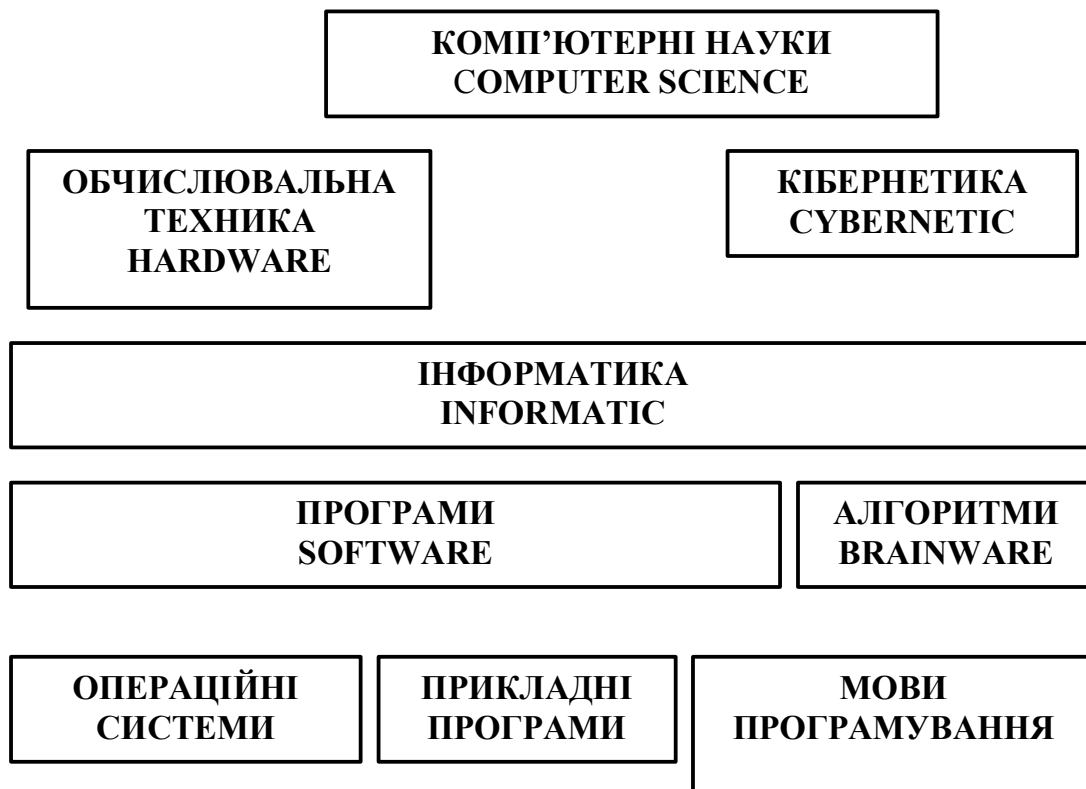 КОМП’ЮТЕРНІ НАУКИ
COMPUTER SCIENCE
ОБЧИСЛЮВАЛЬНА
ТЕХНИКА
HARDWARE
КІБЕРНЕТИКА
CYBERNETIC
ІНФОРМАТИКА
INFORMATIC
ПРОГРАМИ
SOFTWARE
АЛГОРИТМИ
BRAINWARE
ОПЕРАЦІЙНІ
СИСТЕМИ
ПРИКЛАДНІ
ПРОГРАМИ
МОВИ
ПРОГРАМУВАННЯ